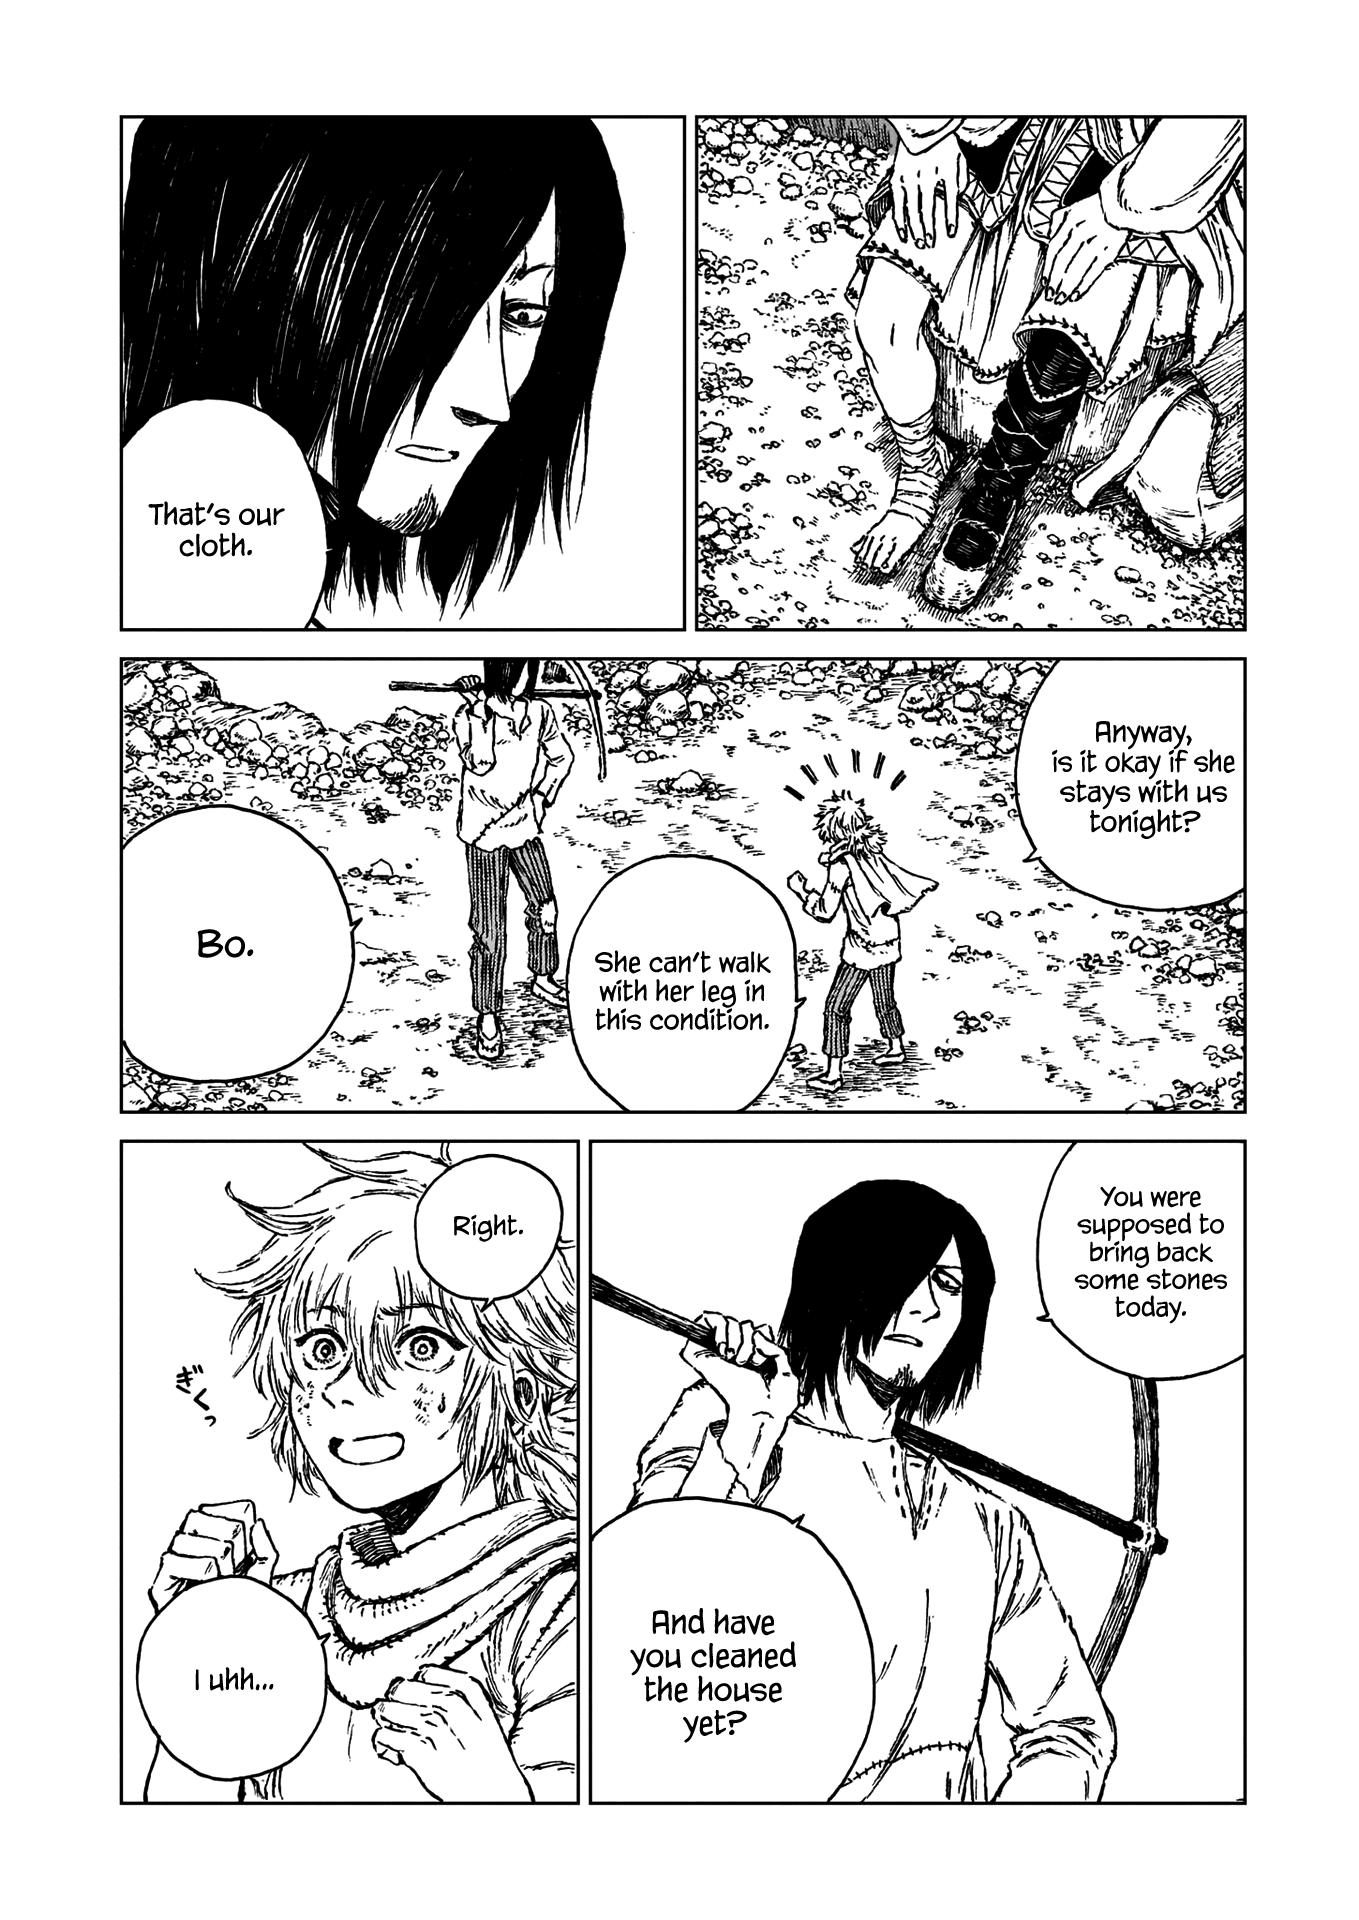 That's our
cloth.
Anyway,
is it okay if she
stays with us
tonight?
She can't walk
with her leg in
this condition.
Bo.
You were
supposed to
bring back
some stones
today.
And have
you cleaned
the house
yet?
Right.
ぎくっ
I uhh...